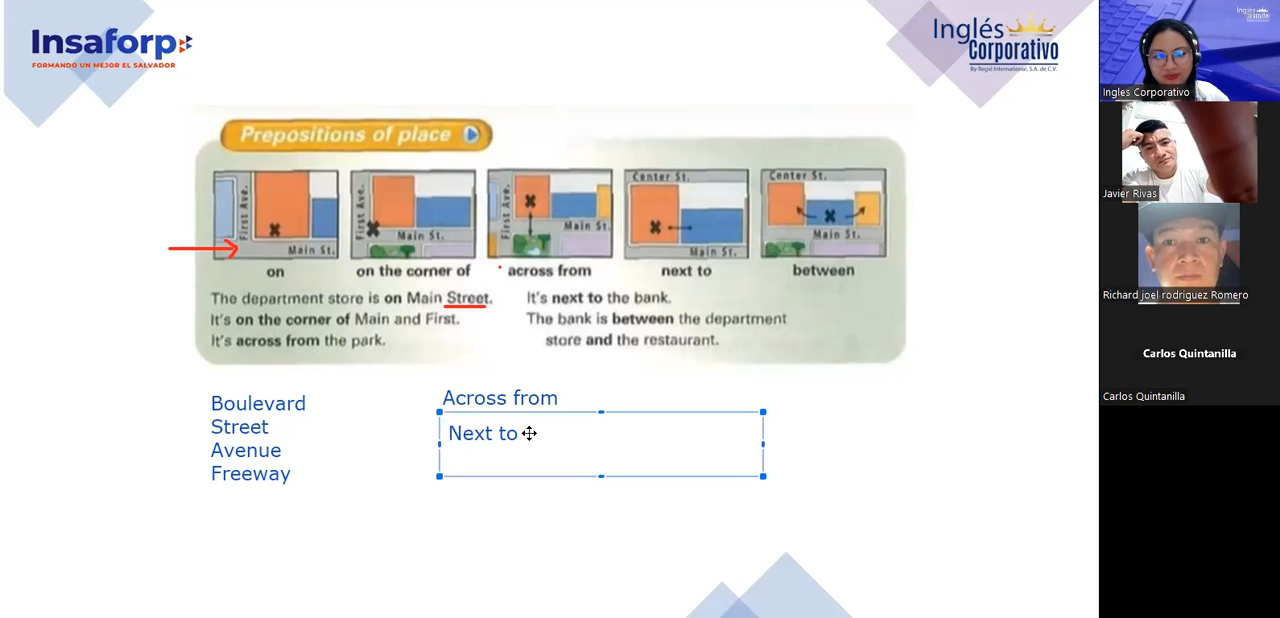 Insaforp
FORMANDO UN MEJOR EL SALVADOR
Inglés
Corporativo
By Regal International, S.A. de C.V.
Prepositions of place
First Ave.
Main St.
First Ave.
Main St.
First Ave.
Main St.
Center St.
Main St.
Center St.
Main St.
on
on the corner of
across from
next to
between
The department store is on Main Street.
It's on the corner of Main and First.
It's across from the park.
It's next to the bank.
The bank is between the department
store and the restaurant.
Boulevard
Street
Avenue
Freeway
Across from
Next to
Inglés
Corporativo
Ingles Corporativo
Javier Rivas
Richard joel rodriguez Romero
Carlos Quintanilla
Carlos Quintanilla